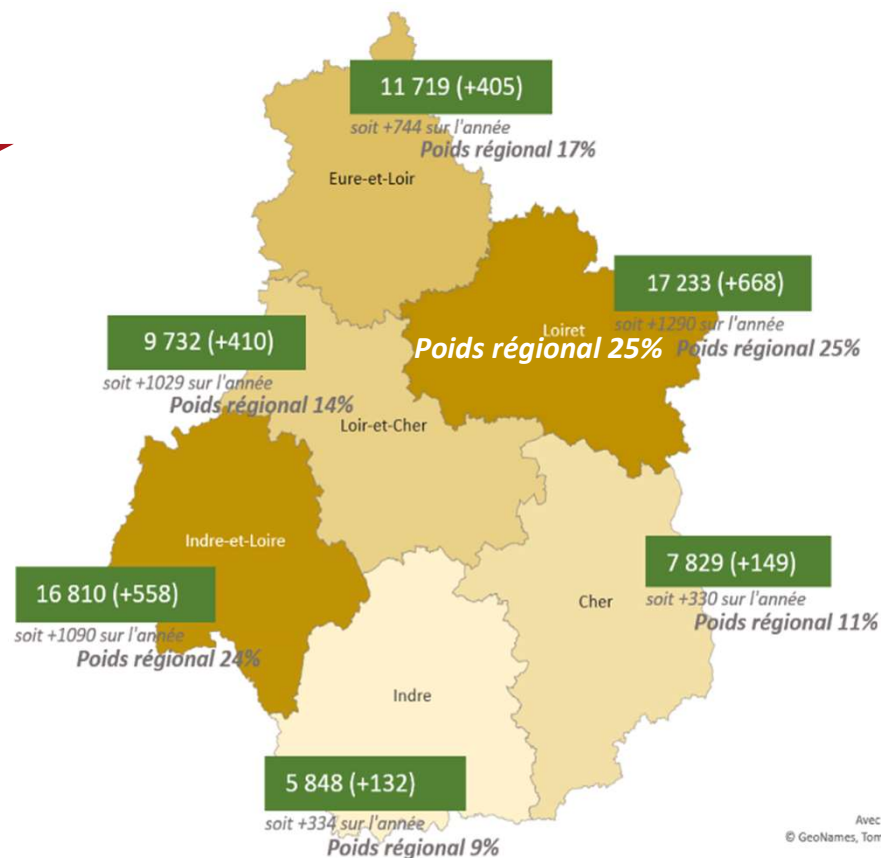 11 719 (+405)
soit +744 sur l'année
Poids régional 17%
Eure-et-Loir
17 233 (+668)
Loiret
soit +1290 sur l'année
Poids régional 25%
Poids régional 25%
9 732 (+410)
soit +1029 sur l'année
Poids régional 14%
Loir-et-Cher
Indre-et-Loire
16 810 (+558)
soit +1090 sur l'année
Poids régional 24%
7 829 (+149)
soit +330 sur l'année
Poids régional 11%
Cher
Indre
5 848 (+132)
soit +334 sur l'année
Poids régional 9%
Avec
© GeoNames, Tom